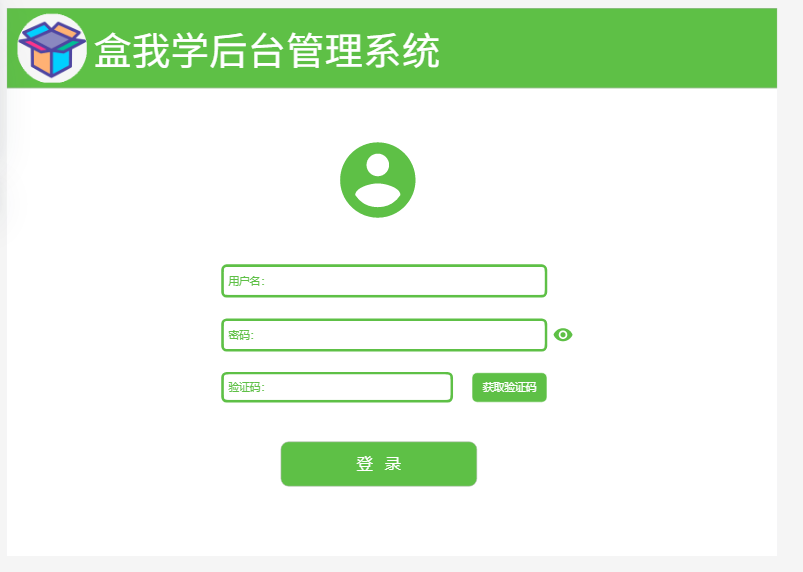 盒我学后台管理系统
用户名：
密码：
验证码：
获取验证码
登 录